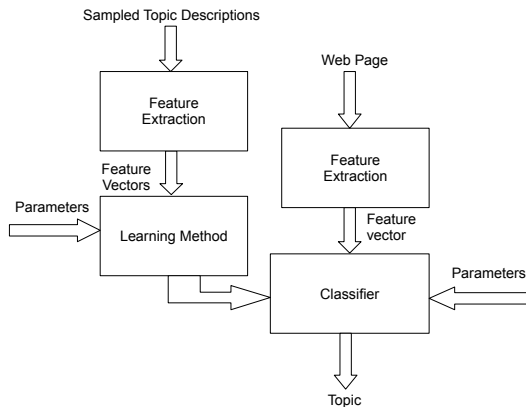 Sampled Topic Descriptions
Web Page
Feature
Extraction
Feature
Extraction
Feature
Vectors
Parameters
Learning Method
Feature
vector
Parameters
Classifier
Topic